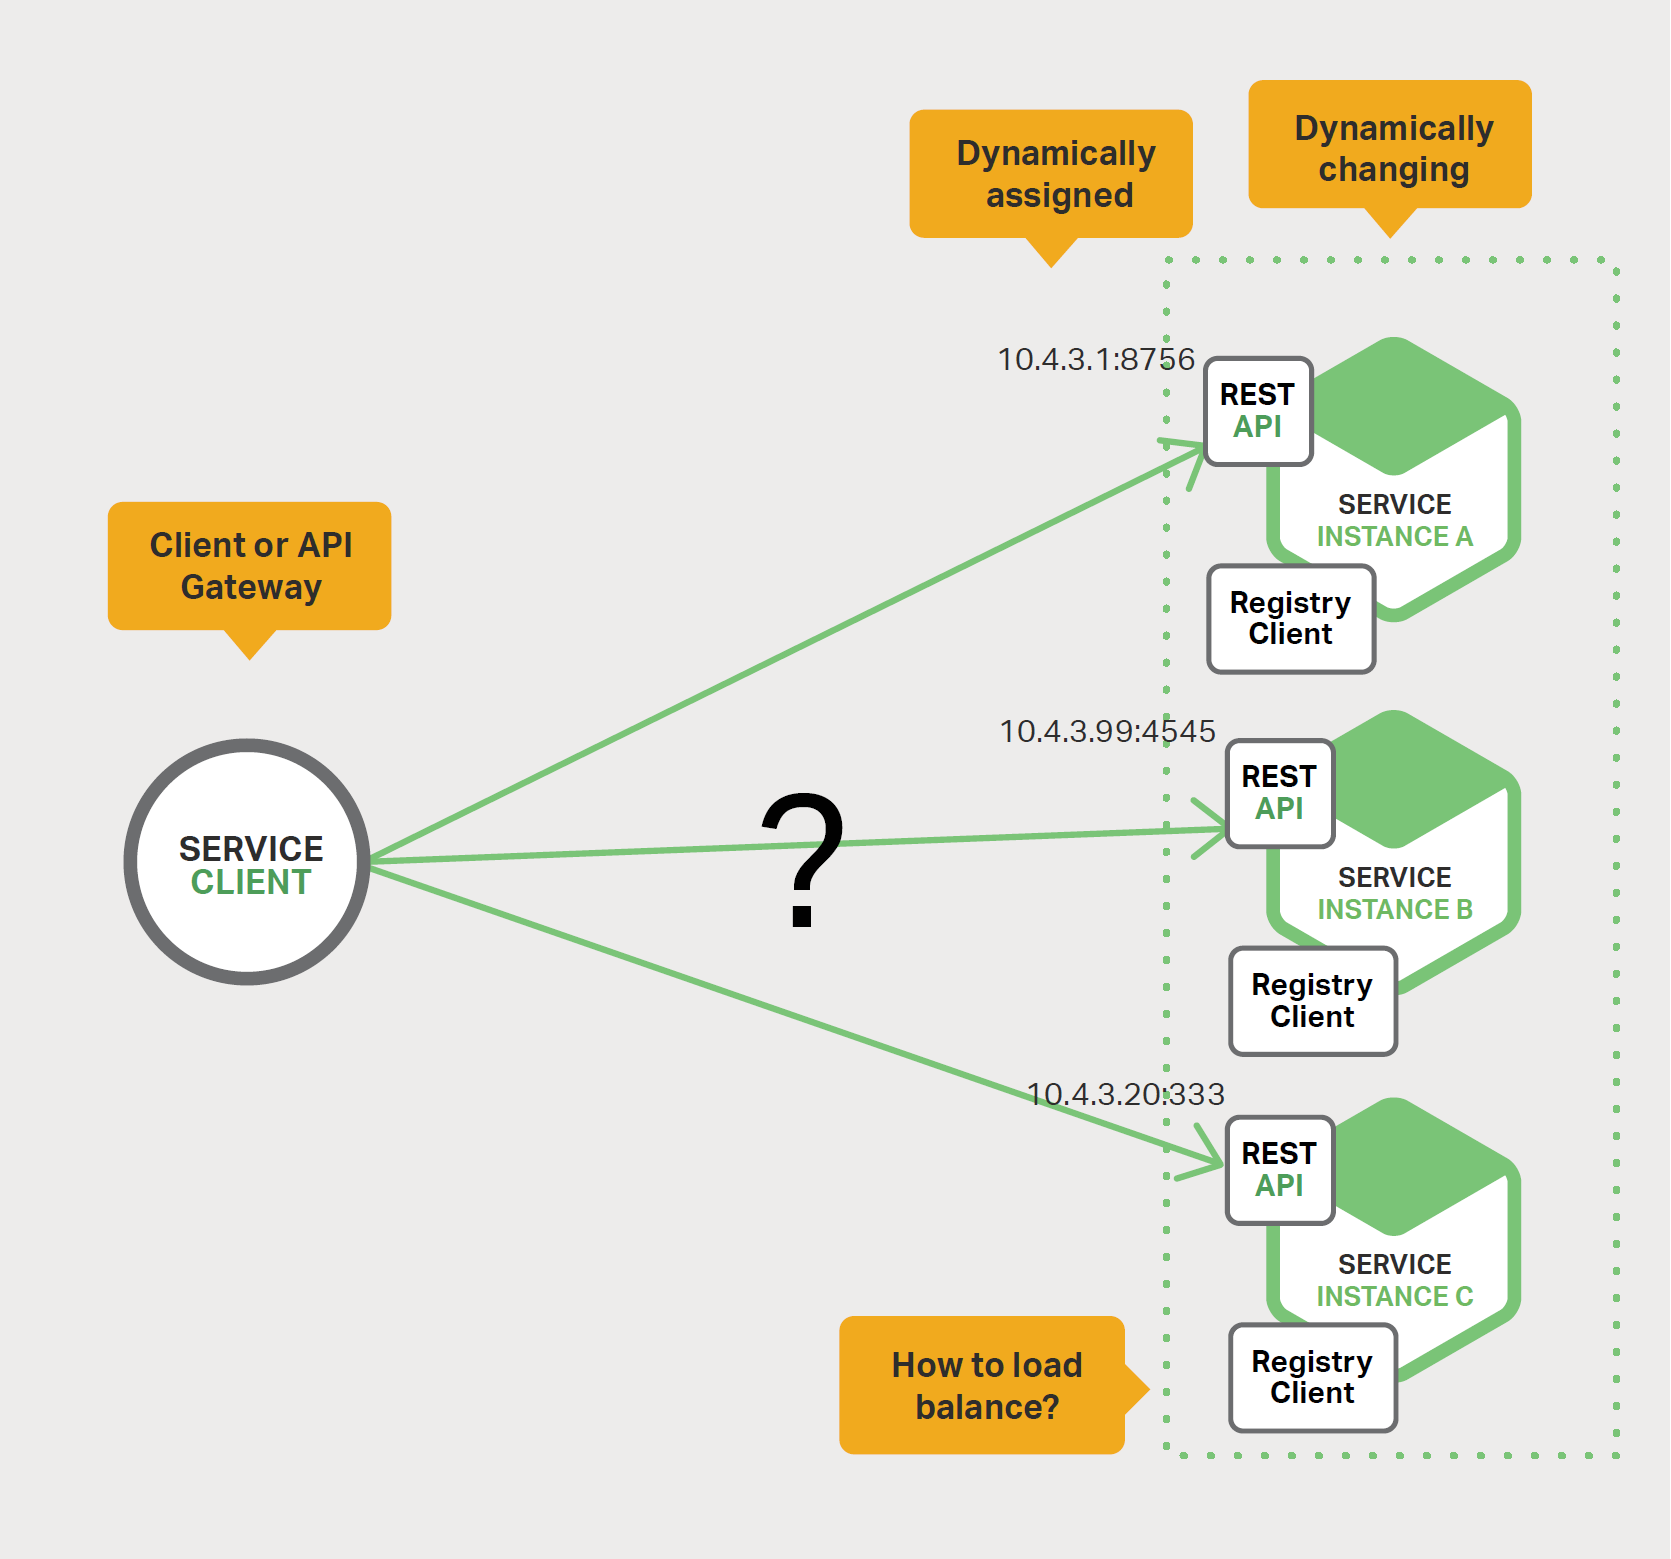 Dynamically
changing
Dynamically
assigned
10.4.3.1:8756
REST
API
SERVICE
INSTANCE A
Registry
Client
Client or API
Gateway
10.4.3.99:4545
REST
API
SERVICE
INSTANCE B
Registry
Client
SERVICE
CLIENT
?
10.4.3.20:333
REST
API
SERVICE
INSTANCE C
Registry
Client
How to load
balance?